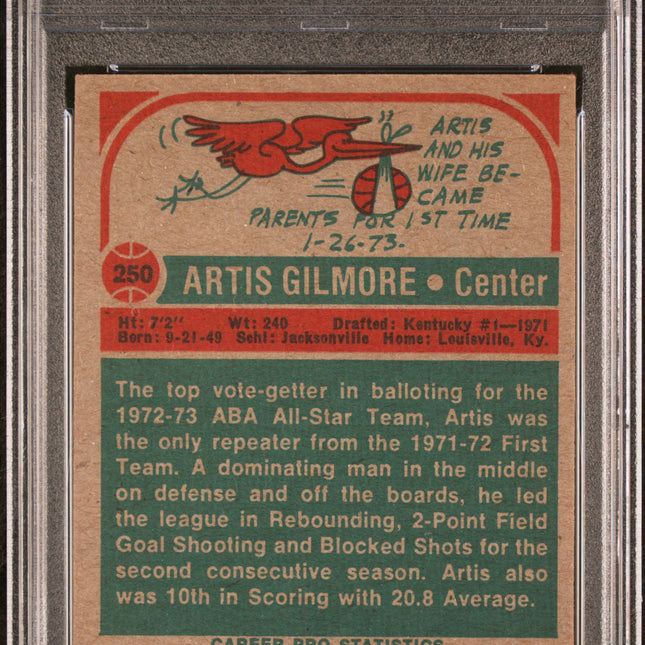 ARTIS
AND HIS
WIFE BE-
CAME
PARENTS FOR 1ST TIME
1-26-73.
250
ARTIS GILMORE • Center
Ht: 7'2" Wt: 240 Drafted: Kentucky #1—1971
Born: 9-21-49 Schl: Jacksonville Home: Louisville, Ky.
The top vote-getter in balloting for the
1972-73 ABA All-Star Team, Artis was
the only repeater from the 1971-72 First
Team. A dominating man in the middle
on defense and off the boards, he led
the league in Rebounding, 2-Point Field
Goal Shooting and Blocked Shots for the
second consecutive season. Artis also
was 10th in Scoring with 20.8 Average.
CAREER PRO STATISTICS